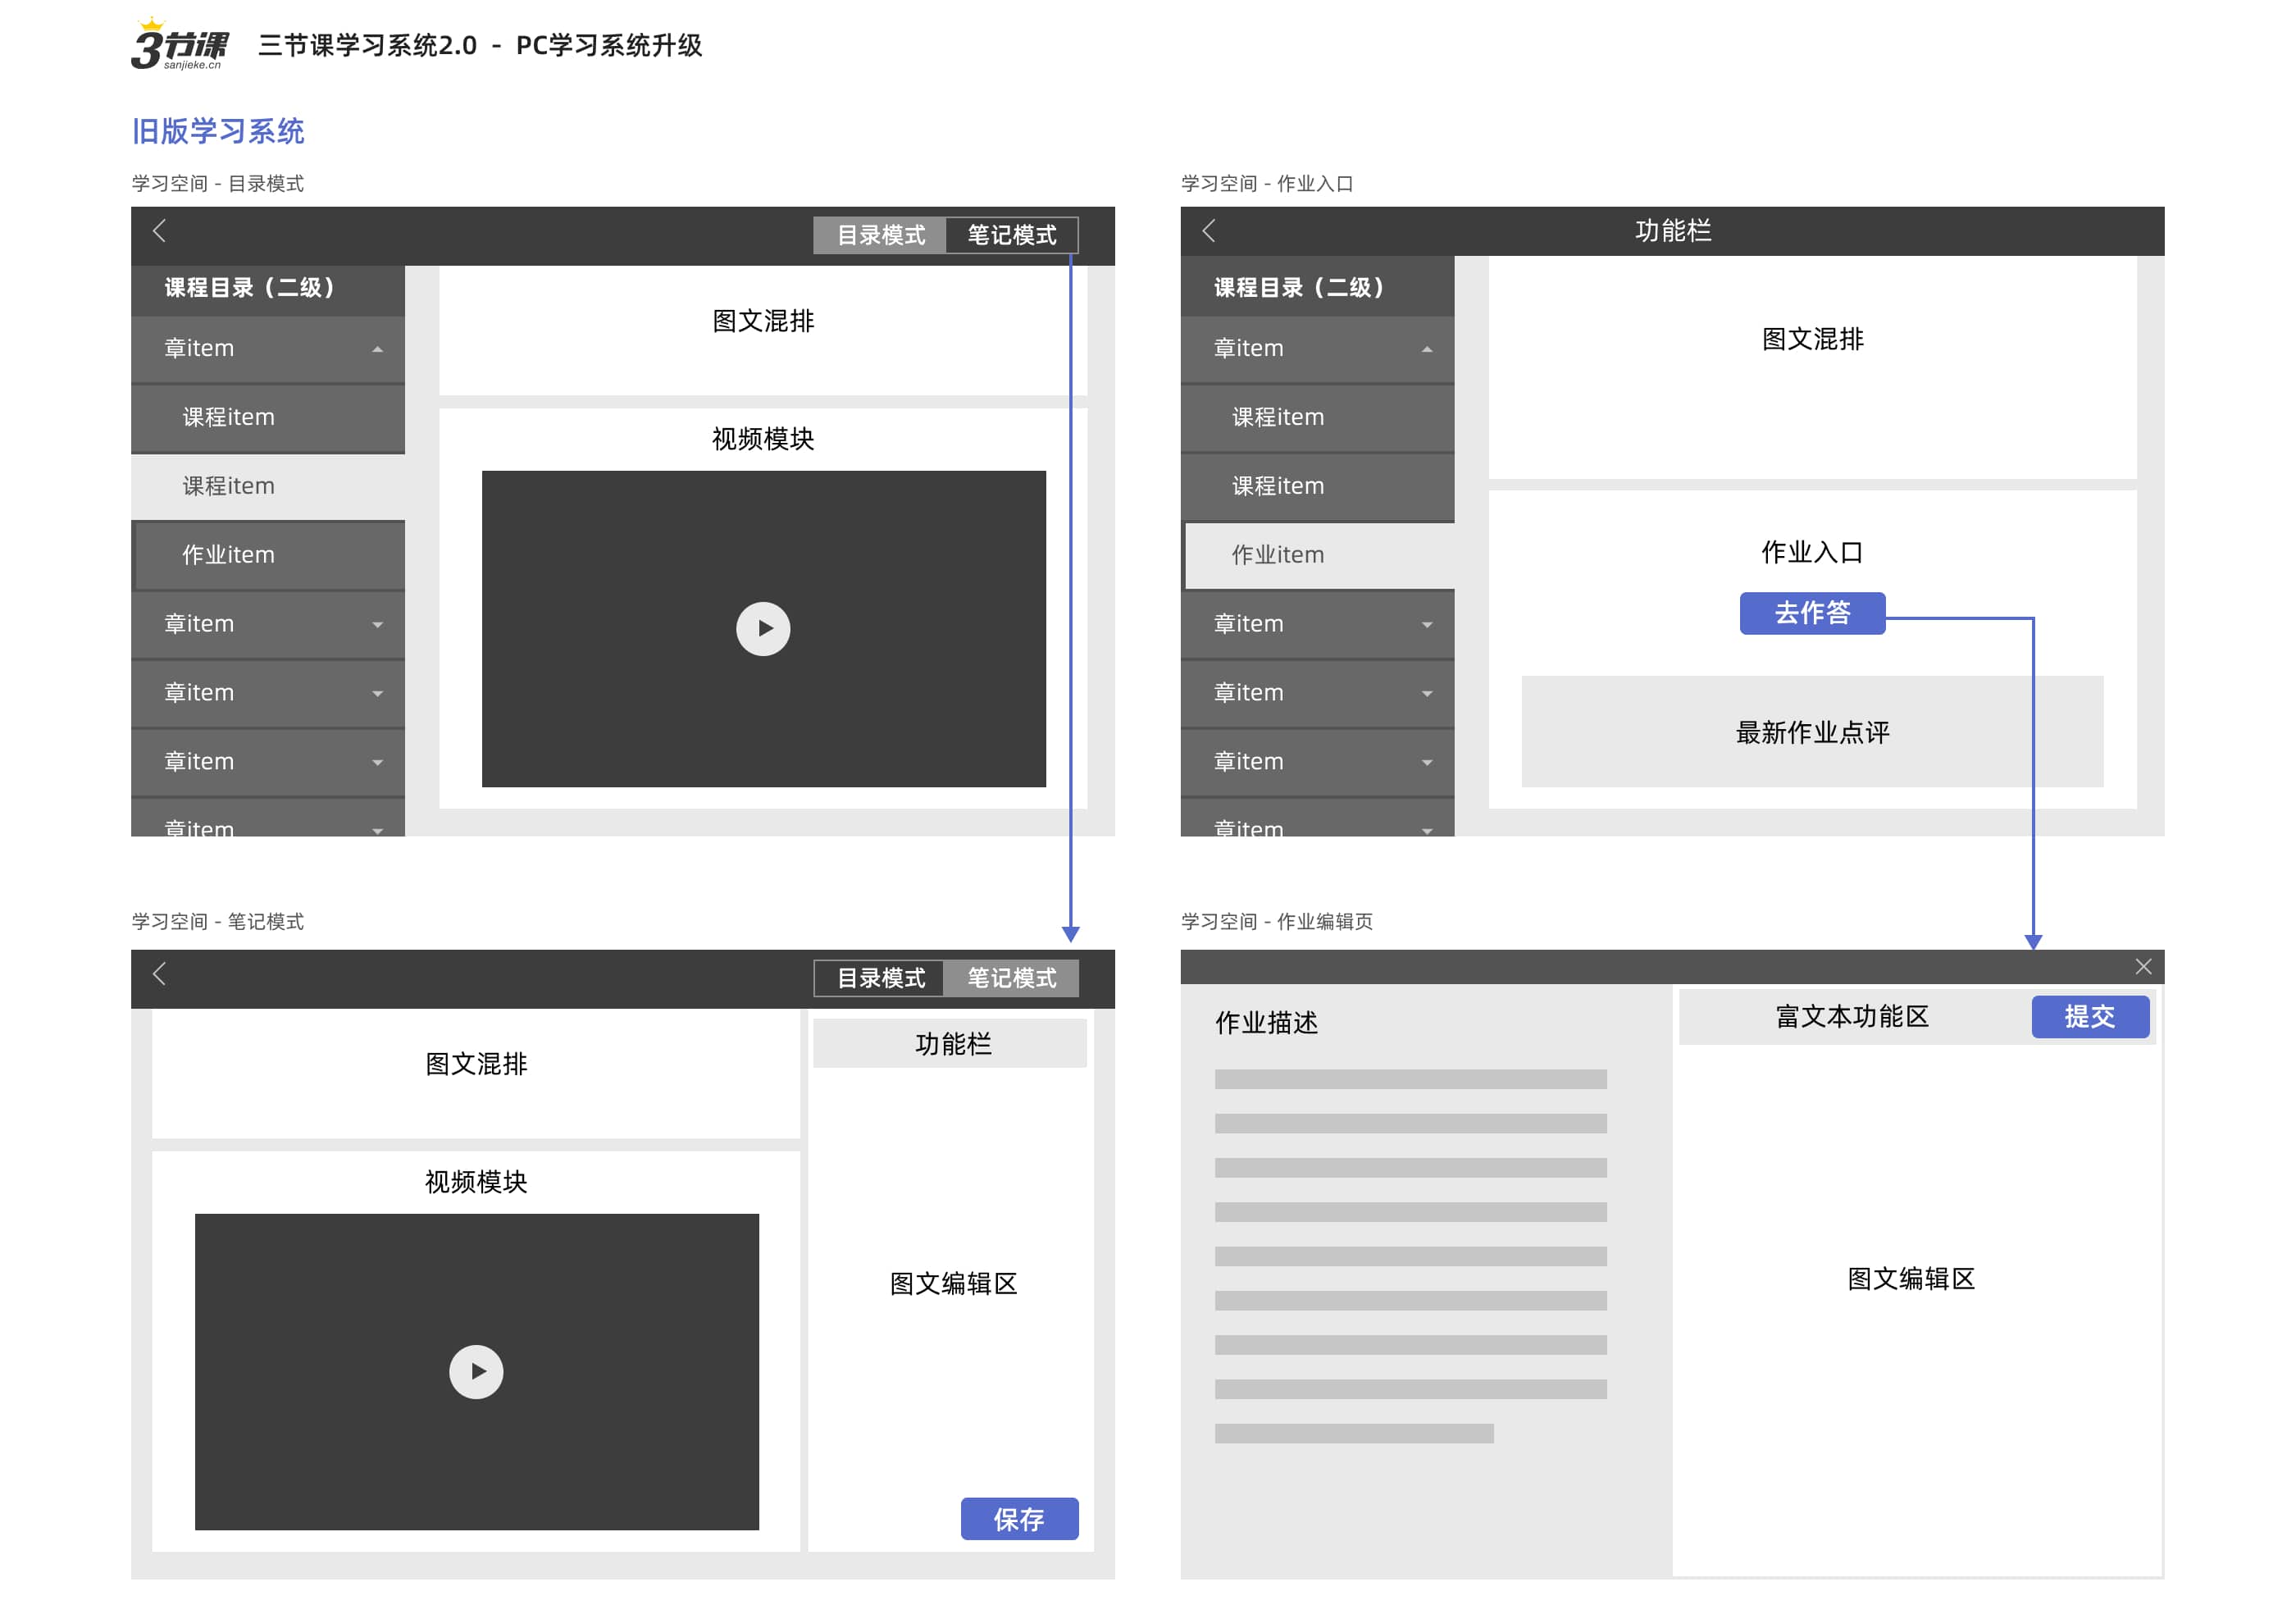 3节课
sanjieke.cn
三节课学习系统2.0 - PC学习系统升级
旧版学习系统
学习空间 - 目录模式
目录模式
笔记模式
课程目录（二级）
章item
课程item
课程item
作业item
章item
章item
章item
章item
图文混排
视频模块
学习空间 - 作业入口
功能栏
课程目录（二级）
章item
课程item
课程item
作业item
章item
章item
章item
章item
图文混排
作业入口
去作答
最新作业点评
学习空间 - 笔记模式
目录模式
笔记模式
图文混排
视频模块
功能栏
图文编辑区
保存
学习空间 - 作业编辑页
作业描述
富文本功能区
提交
图文编辑区